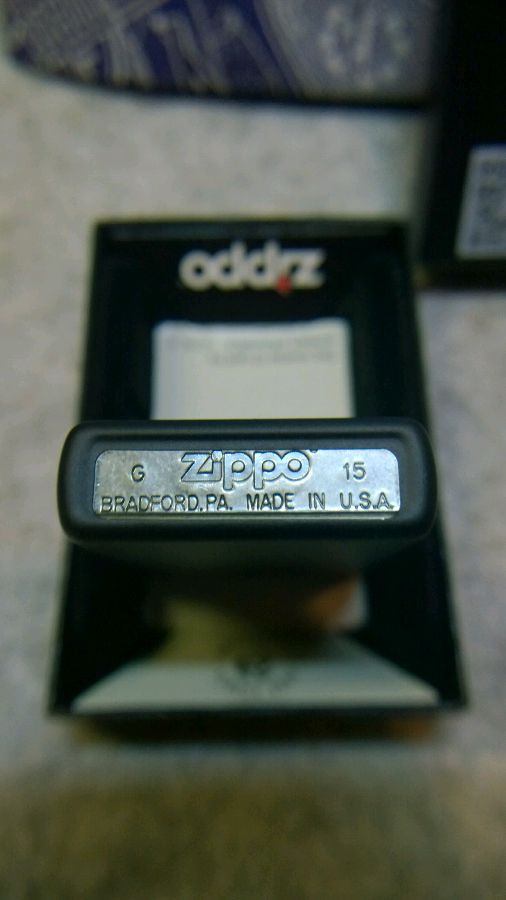 zippo
G zippo 15
BRADFORD, PA. MADE IN U.S.A.